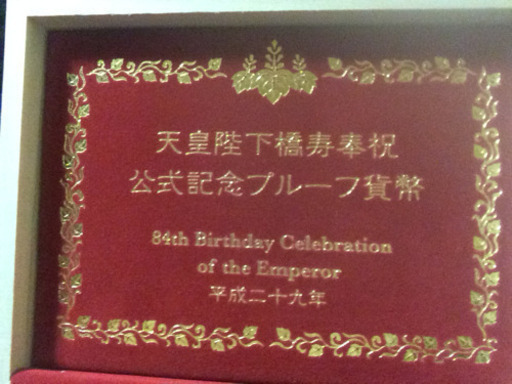 天皇陛下橋寿奉祝
公式記念プルーフ貨幣
84th Birthday Celebration
of the Emperor
平成二十九年